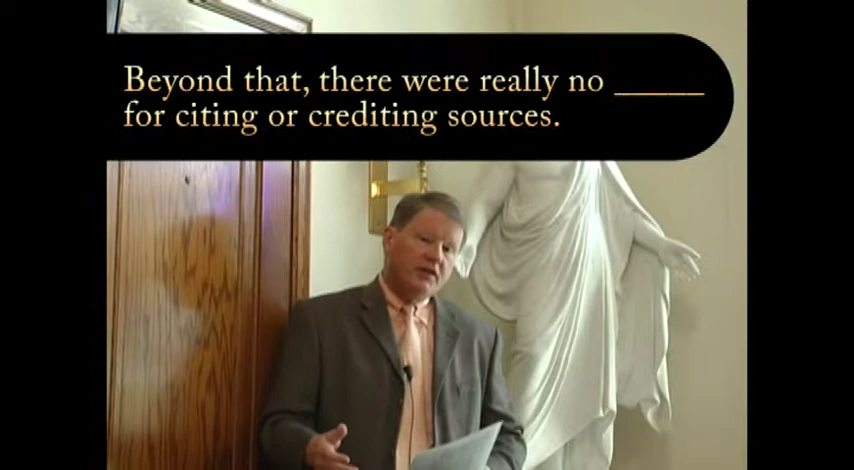 Beyond that, there were really no _____
for citing or crediting sources.